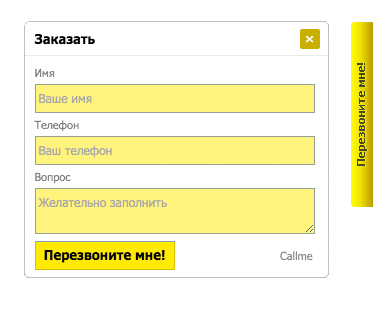 Заказать
×
Имя
Ваше имя
Телефон
Ваш телефон
Вопрос
Желательно заполнить
Перезвоните мне!
Callme
Перезвоните мне!